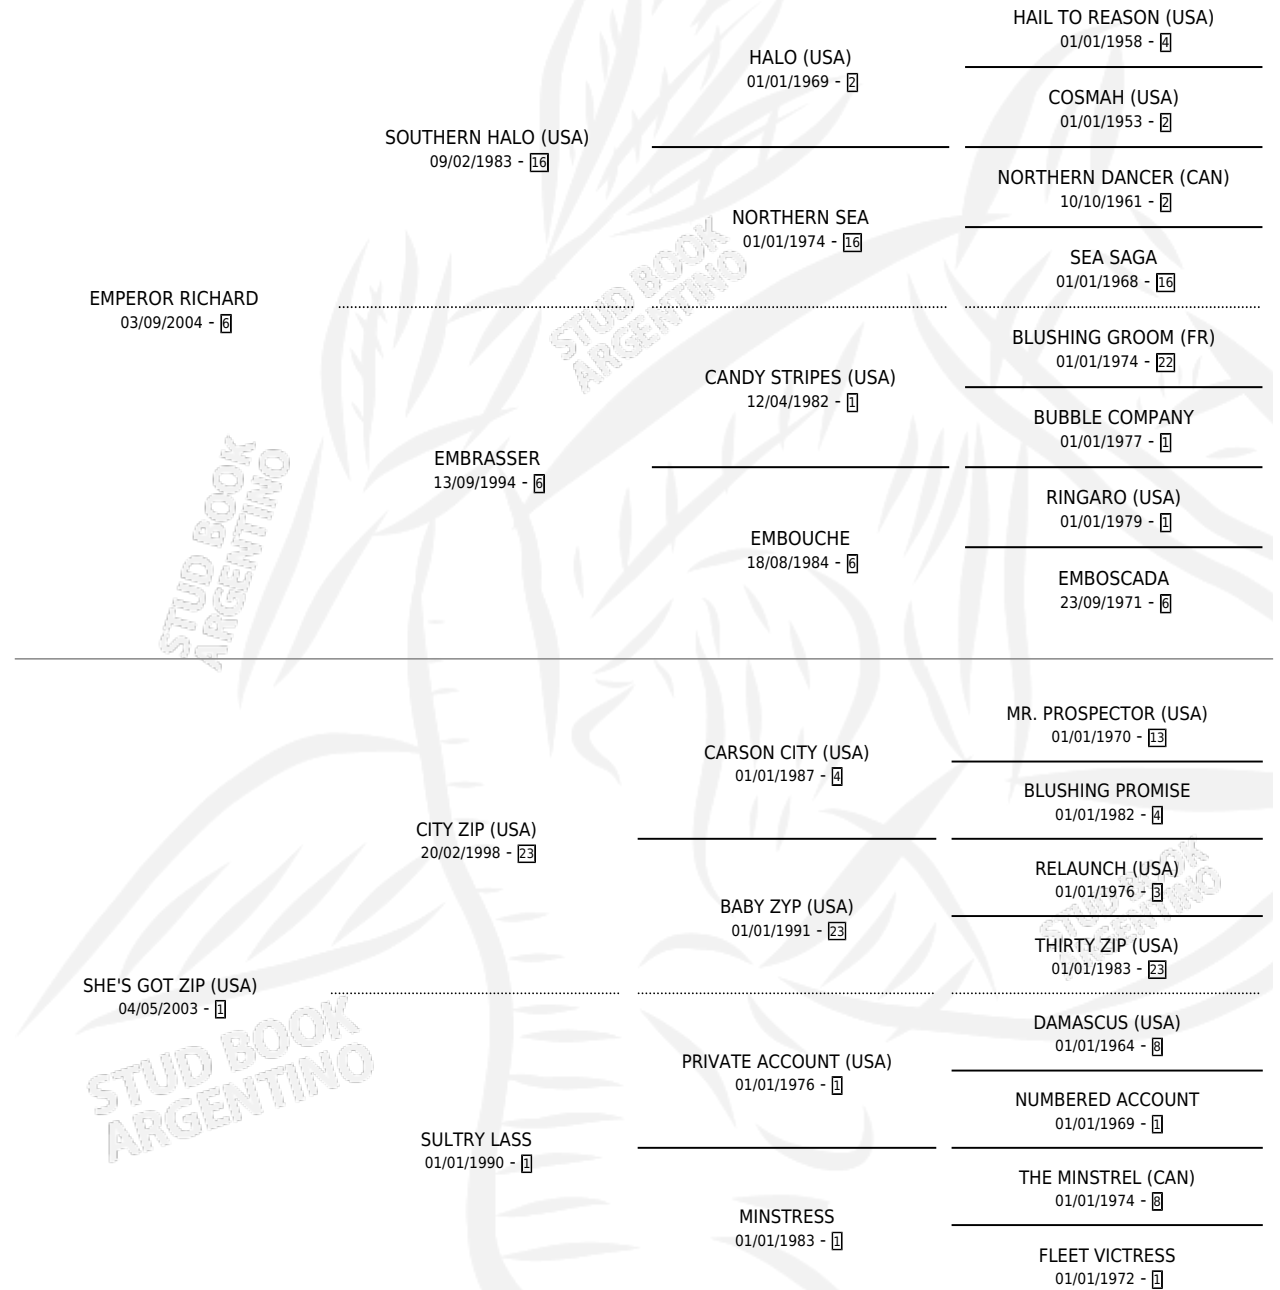 HAIL TO REASON (USA)
01/01/1958 - 4
HALO (USA)
01/01/1969 - 2
COSMAH (USA)
01/01/1953 - 2
SOUTHERN HALO (USA)
09/02/1983 - 16
NORTHERN DANCER (CAN)
10/10/1961 - 2
NORTHERN SEA
01/01/1974 - 16
SEA SAGA
01/01/1968 - 16
EMPEROR RICHARD
03/09/2004 - 6
STUD BOOK
ARGENTINO
BLUSHING GROOM (FR)
01/01/1974 - 22
CANDY STRIPES (USA)
12/04/1982 - 1
BUBBLE COMPANY
01/01/1977 - 1
EMBRASSER
13/09/1994 - 6
RINGARO (USA)
01/01/1979 - 1
EMBOUCHE
18/08/1984 - 6
EMBOSCADA
23/09/1971 - 6
STUD BOOK
ARGENTINO
MR. PROSPECTOR (USA)
01/01/1970 - 13
CARSON CITY (USA)
01/01/1987 - 4
BLUSHING PROMISE
01/01/1982 - 4
CITY ZIP (USA)
20/02/1998 - 23
RELAUNCH (USA)
01/01/1976 - 3
BABY ZYP (USA)
01/01/1991 - 23
THIRTY ZIP (USA)
01/01/1983 - 23
STUD BOOK
ARGENTINO
SHE'S GOT ZIP (USA)
04/05/2003 - 1
DAMASCUS (USA)
01/01/1964 - 8
PRIVATE ACCOUNT (USA)
01/01/1976 - 1
NUMBERED ACCOUNT
01/01/1969 - 1
STUD BOOK
ARGENTINO
SULTRY LASS
01/01/1990 - 1
THE MINSTREL (CAN)
01/01/1974 - 8
MINSTRESS
01/01/1983 - 1
FLEET VICTRESS
01/01/1972 - 1